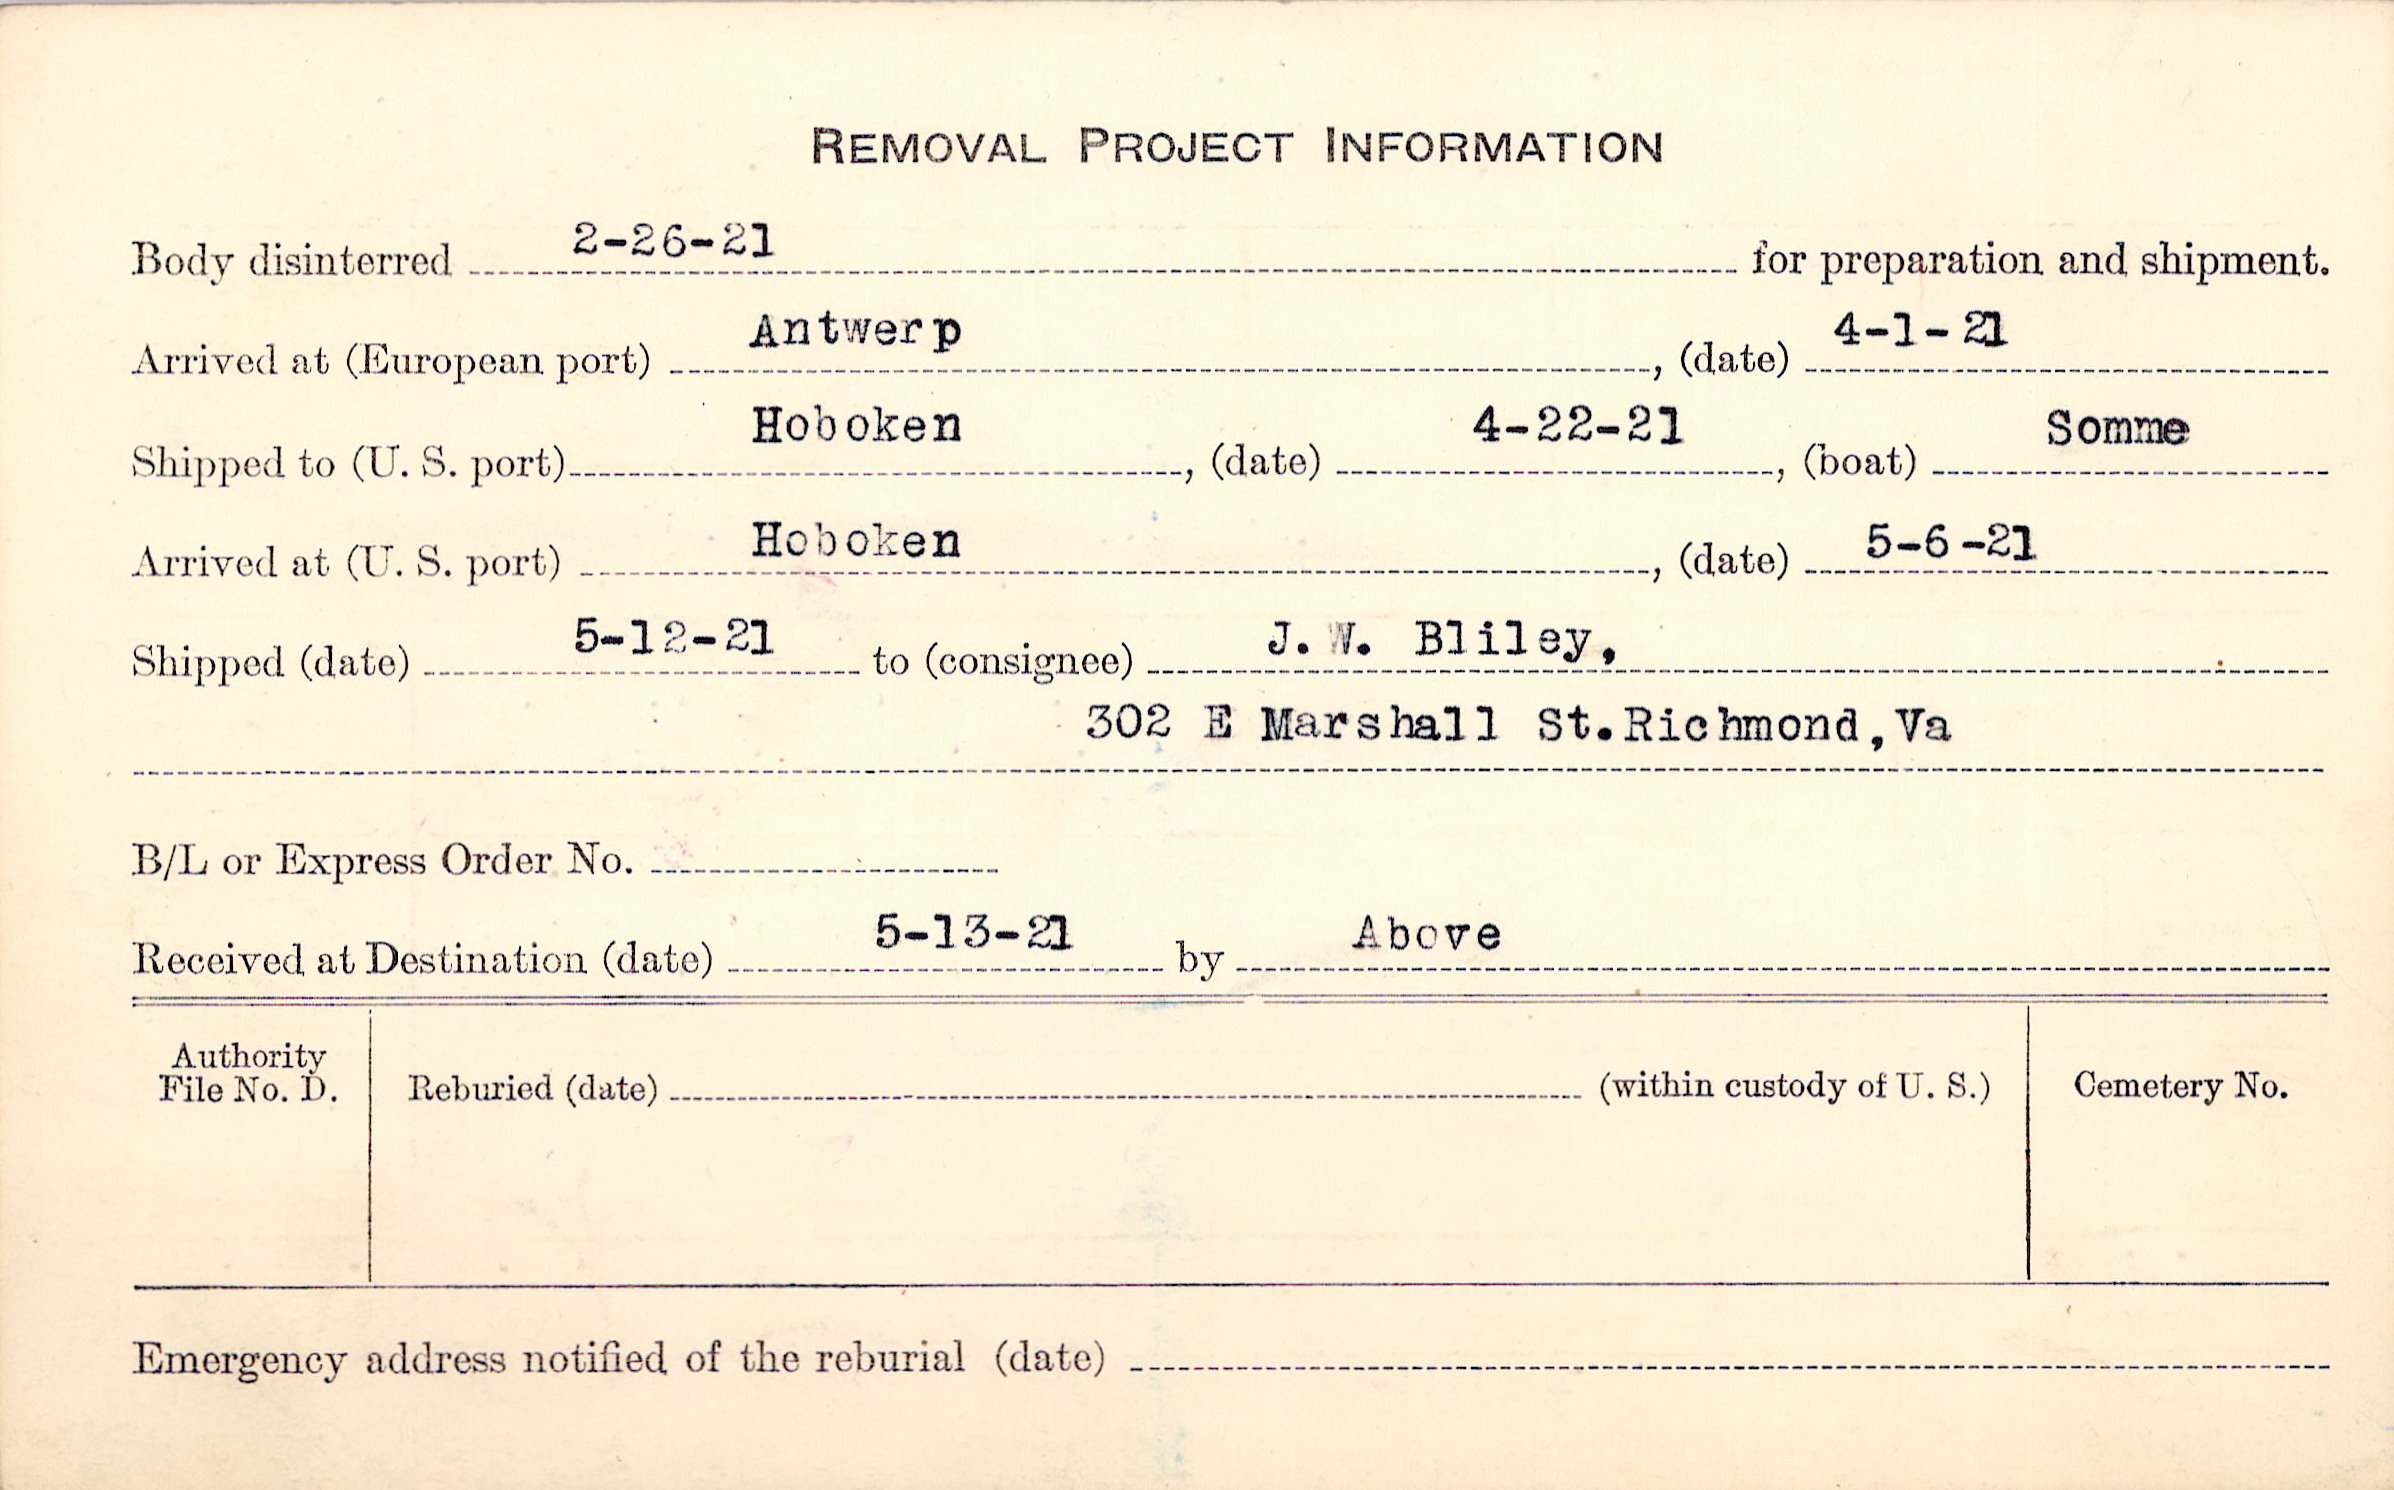 REMOVAL PROJECT INFORMATION
Body disinterred 2-26-21 for preparation and shipment.
Arrived at (European port) Antwerp, (date) 4-1-21
Shipped to (U. S. port) Hoboken, (date) 4-22-21, (boat) Somme
Arrived at (U. S. port) Hoboken, (date) 5-6-21
Shipped (date) 5-12-21 to (consignee) J. W. Bliley,
302 E Marshall St.Richmond,Va
B/L or Express Order No.
Received at Destination (date) 5-13-21 by Above
Authority
File No. D.
Reburied (date) (within custody of U. S.)
Cemetery No.
Emergency address notified of the reburial (date)